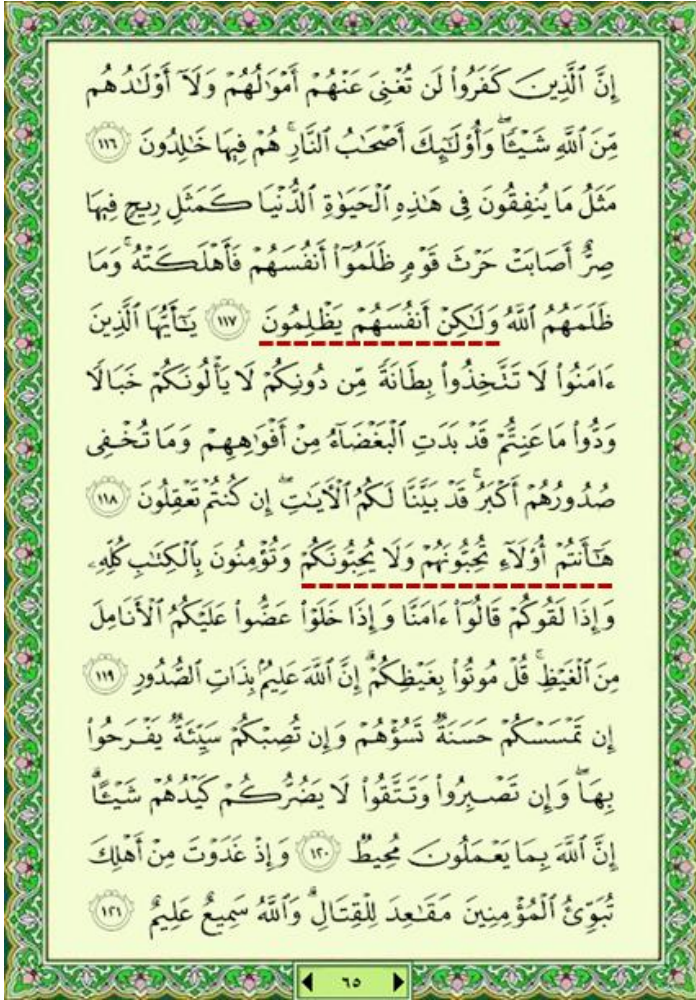 إِنَّ ٱلَّذِينَ كَفَرُوا۟ لَن تُغْنِىَ عَنْهُمْ أَمْوَٰلُهُمْ وَلَآ أَوْلَـٰدُهُم
مِّنَ ٱللَّهِ شَيْـًٔا ۖ وَأُو۟لَـٰٓئِكَ أَصْحَـٰبُ ٱلنَّارِ ۚ هُمْ فِيهَا خَـٰلِدُونَ ١١٦
مَثَلُ مَا يُنفِقُونَ فِى هَـٰذِهِ ٱلْحَيَوٰةِ ٱلدُّنْيَا كَمَثَلِ رِيحٍ فِيهَا
صِرٌّ أَصَابَتْ حَرْثَ قَوْمٍ ظَلَمُوٓا۟ أَنفُسَهُمْ فَأَهْلَكَتْهُ ۚ وَمَا
ظَلَمَهُمُ ٱللَّهُ وَلَـٰكِنْ أَنفُسَهُمْ يَظْلِمُونَ ١١٧ يَـٰٓأَيُّهَا ٱلَّذِينَ
ءَامَنُوا۟ لَا تَتَّخِذُوا۟ بِطَانَةً مِّن دُونِكُمْ لَا يَأْلُونَكُمْ خَبَالًا
وَدُّوا۟ مَا عَنِتُّمْ قَدْ بَدَتِ ٱلْبَغْضَآءُ مِنْ أَفْوَٰهِهِمْ وَمَا تُخْفِى
صُدُورُهُمْ أَكْبَرُ ۚ قَدْ بَيَّنَّا لَكُمُ ٱلْـَٔايَـٰتِ ۖ إِن كُنتُمْ تَعْقِلُونَ ١١٨
هَـٰٓأَنتُمْ أُو۟لَآءِ تُحِبُّونَهُمْ وَلَا يُحِبُّونَكُمْ وَتُؤْمِنُونَ بِٱلْكِتَـٰبِ كُلِّهِۦ
وَإِذَا لَقُوكُمْ قَالُوٓا۟ ءَامَنَّا وَإِذَا خَلَوْا۟ عَضُّوا۟ عَلَيْكُمُ ٱلْأَنَامِلَ
مِنَ ٱلْغَيْظِ ۚ قُلْ مُوتُوا۟ بِغَيْظِكُمْ ۗ إِنَّ ٱللَّهَ عَلِيمٌۢ بِذَاتِ ٱلصُّدُورِ ١١٩
إِن تَمْسَسْكُمْ حَسَنَةٌ تَسُؤْهُمْ وَإِن تُصِبْكُمْ سَيِّئَةٌ يَفْرَحُوا۟
بِهَا ۖ وَإِن تَصْبِرُوا۟ وَتَتَّقُوا۟ لَا يَضُرُّكُمْ كَيْدُهُمْ شَيْـًٔا ۗ
إِنَّ ٱللَّهَ بِمَا يَعْمَلُونَ مُحِيطٌ ١٢٠ وَإِذْ غَدَوْتَ مِنْ أَهْلِكَ
تُبَوِّئُ ٱلْمُؤْمِنِينَ مَقَـٰعِدَ لِلْقِتَالِ ۗ وَٱللَّهُ سَمِيعٌ عَلِيمٌ ١٢١
٦٥